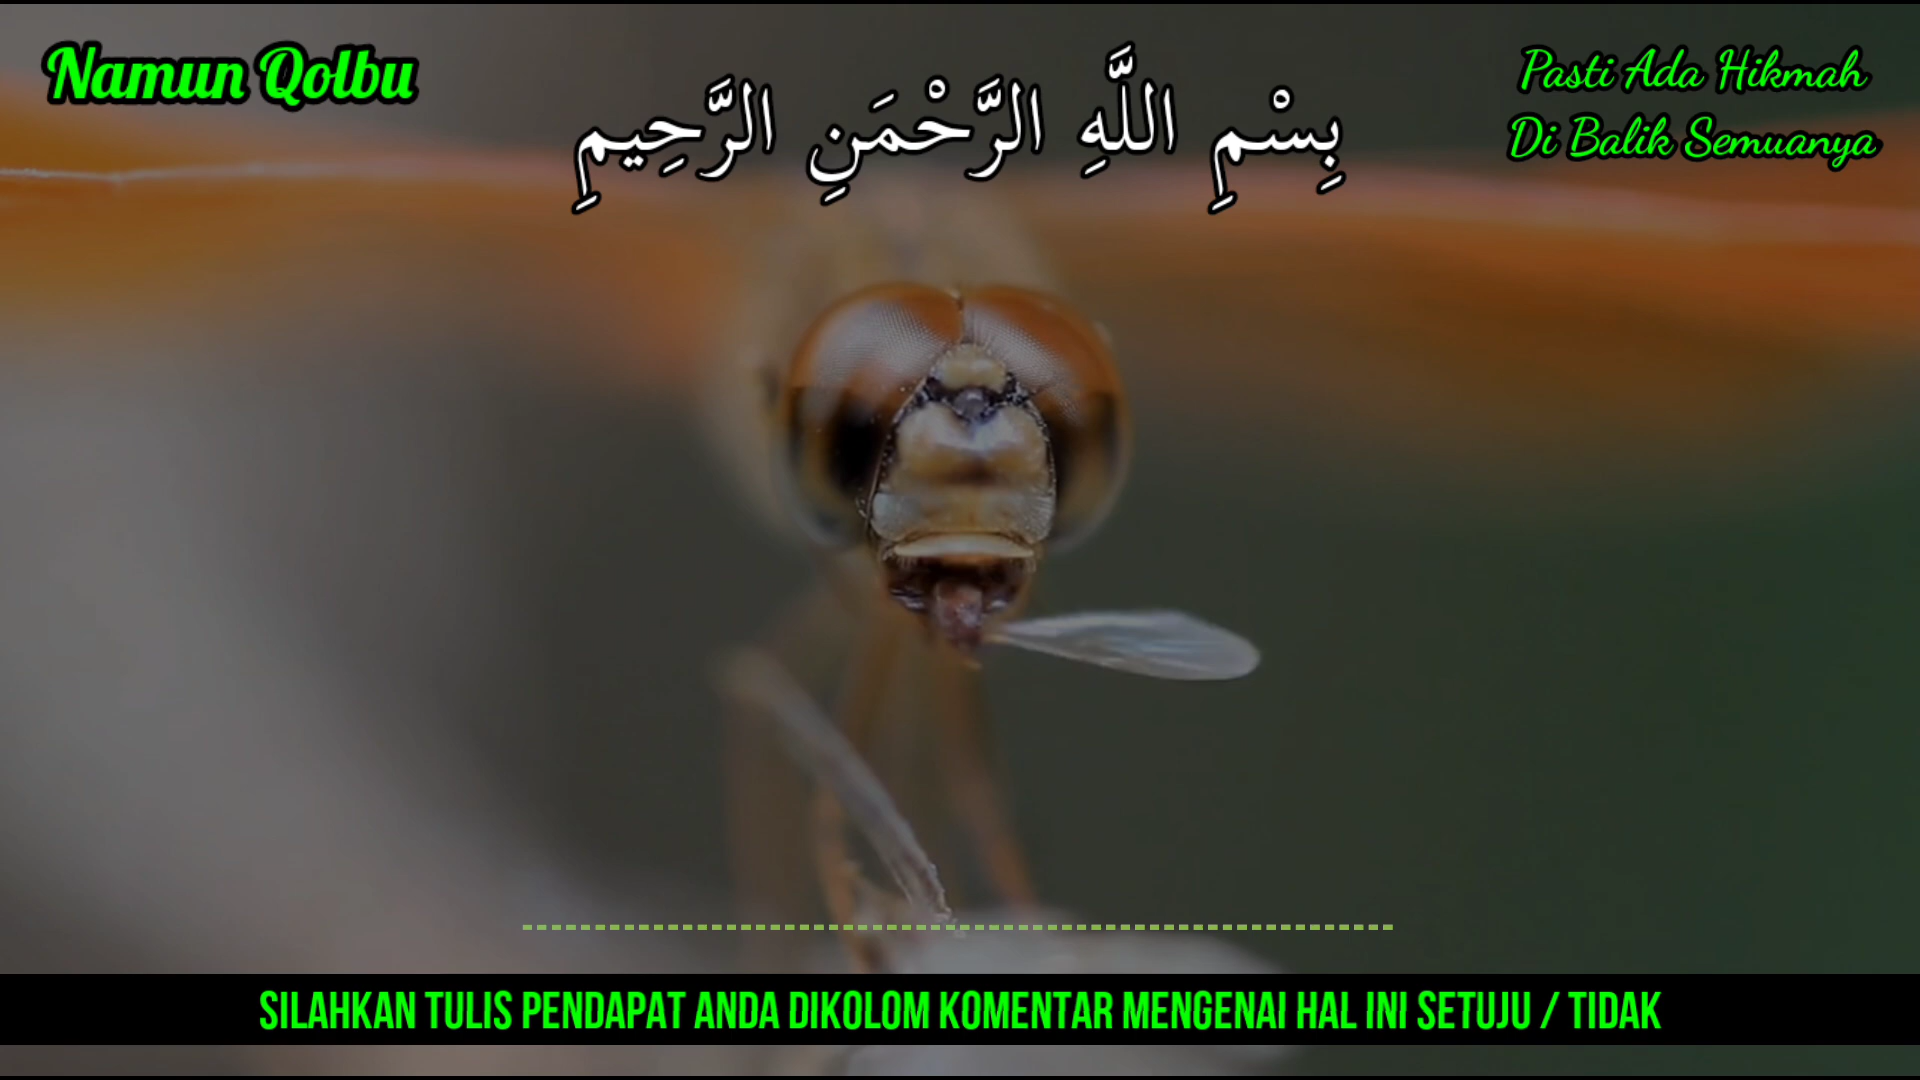 Namun Qolbu
بِسْمِ اللَّهِ الرَّحْمَنِ الرَّحِيمِ
Pasti Ada Hikmah
Di Balik Semuanya
SILAHKAN TULIS PENDAPAT ANDA DIKOLOM KOMENTAR MENGENAI HAL INI SETUJU / TIDAK